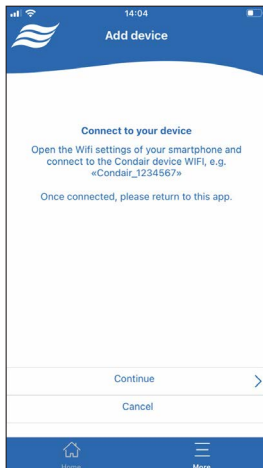 14:04
Add device
Connect to your device
Open the Wifi settings of your smartphone and
connect to the Condair device WIFI, e.g.
«Condair_1234567»
Once connected, please return to this app.
Continue
Cancel
Home
More